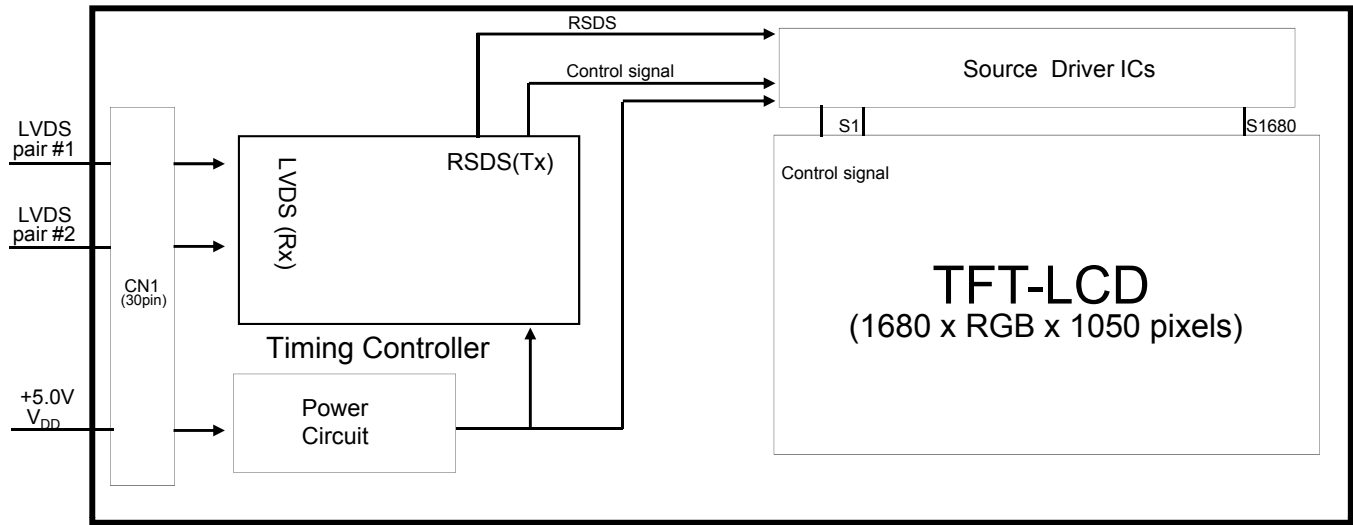 RSDS
Source Driver ICs
Control signal
LVDS
pair #1
S1
S1680
RSDS(Tx)
LVDS (Rx)
Control signal
LVDS
pair #2
CN1
(30pin)
TFT-LCD
(1680 x RGB x 1050 pixels)
Timing Controller
+5.0V
VDD
Power
Circuit